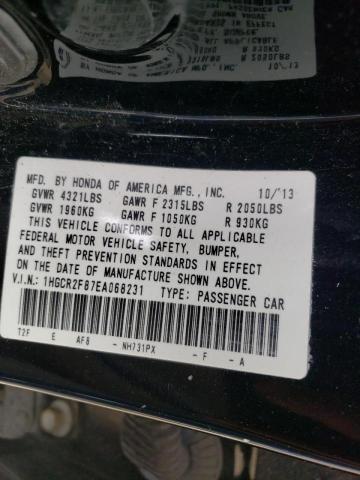 MFD. BY HONDA OF AMERICA MFG., INC. 10/'13
GVWR 4321LBS GAWR F 2315LBS R 2050LBS
GVWR 1960KG GAWR F 1050KG R 930KG
THIS VEHICLE CONFORMS TO ALL APPLICABLE
FEDERAL MOTOR VEHICLE SAFETY, BUMPER,
AND THEFT PREVENTION STANDARDS IN EFFECT
ON THE DATE OF MANUFACTURE SHOWN ABOVE.
V.I.N.: 1HGCR2F87EA068231 TYPE: PASSENGER CAR
T2F E AF8 - NH731PX - F - A